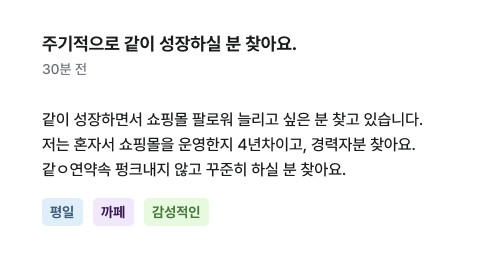 주기적으로 같이 성장하실 분 찾아요.
30분 전
같이 성장하면서 쇼핑몰 팔로워 늘리고 싶은 분 찾고 있습니다.
저는 혼자서 쇼핑몰을 운영한지 4년차이고, 경력자분 찾아요.
같ㅇ연약속 펑크내지 않고 꾸준히 하실 분 찾아요.
평일 까페 감성적인